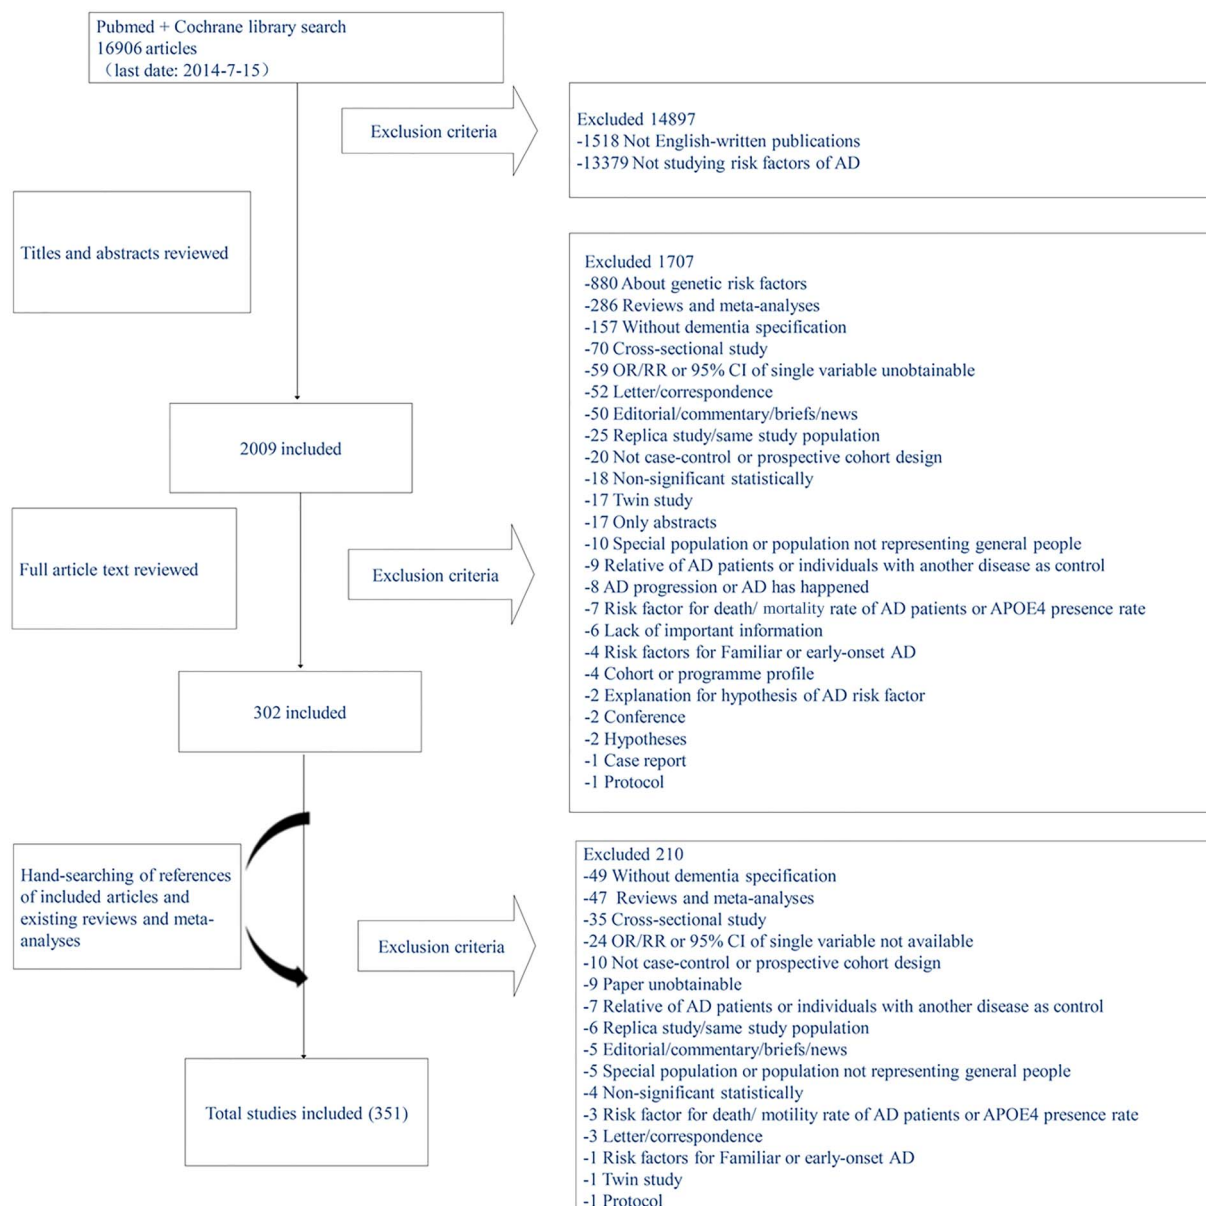 Pubmed + Cochrane library search
16906 articles
（last date: 2014-7-15）
Exclusion criteria
Excluded 14897
-1518 Not English-written publications
-13379 Not studying risk factors of AD
Titles and abstracts reviewed
2009 included
Full article text reviewed
Exclusion criteria
Excluded 1707
-880 About genetic risk factors
-286 Reviews and meta-analyses
-157 Without dementia specification
-70 Cross-sectional study
-59 OR/RR or 95% CI of single variable unobtainable
-52 Letter/correspondence
-50 Editorial/commentary/briefs/news
-25 Replica study/same study population
-20 Not case-control or prospective cohort design
-18 Non-significant statistically
-17 Twin study
-17 Only abstracts
-10 Special population or population not representing general people
-9 Relative of AD patients or individuals with another disease as control
-8 AD progression or AD has happened
-7 Risk factor for death/ mortality rate of AD patients or APOE4 presence rate
-6 Lack of important information
-4 Risk factors for Familiar or early-onset AD
-4 Cohort or programme profile
-2 Explanation for hypothesis of AD risk factor
-2 Conference
-2 Hypotheses
-1 Case report
-1 Protocol
302 included
Hand-searching of references
of included articles and
existing reviews and meta-
analyses
Exclusion criteria
Excluded 210
-49 Without dementia specification
-47 Reviews and meta-analyses
-35 Cross-sectional study
-24 OR/RR or 95% CI of single variable not available
-10 Not case-control or prospective cohort design
-9 Paper unobtainable
-7 Relative of AD patients or individuals with another disease as control
-6 Replica study/same study population
-5 Editorial/commentary/briefs/news
-5 Special population or population not representing general people
-4 Non-significant statistically
-3 Risk factor for death/ motility rate of AD patients or APOE4 presence rate
-3 Letter/correspondence
-1 Risk factors for Familiar or early-onset AD
-1 Twin study
-1 Protocol
Total studies included (351)